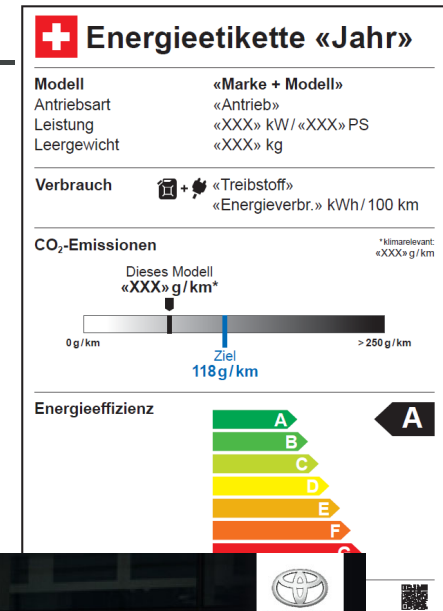 Energieetikette «Jahr»
Modell «Marke + Modell»
Antriebsart «Antrieb»
Leistung «XXX» kW / «XXX» PS
Leergewicht «XXX» kg
Verbrauch + «Treibstoff»
«Energieverbr.» kWh / 100 km
CO₂-Emissionen
*klimarelevant:
«XXX» g / km
Dieses Modell
«XXX» g / km*
0 g / km
> 250 g / km
Ziel
118 g / km
Energieeffizienz
A
A
B
C
D
E
F
G